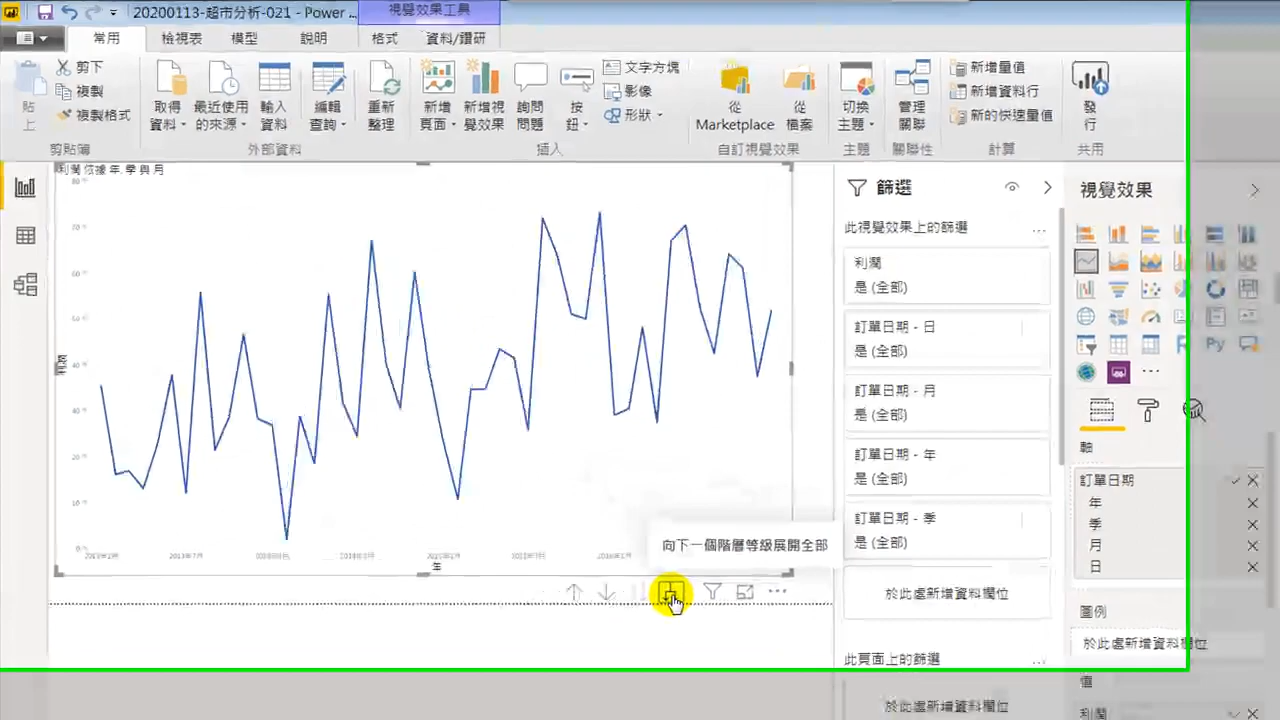 20200113-超市分析-021 - Power ...
視覺效果工具
常用
檢視表
模型
說明
格式
資料/鑽研
貼上
剪下
複製
複製格式
剪貼簿
取得資料
最近使用的來源
輸入資料
編輯查詢
重新整理
外部資料
新增頁面
新增視覺效果
詢問問題
按鈕
文字方塊
影像
形狀
插入
從 Marketplace
從檔案
自訂視覺效果
切換主題
主題
管理關聯
關聯性
新增量值
新增資料行
新的快速量值
計算
發行
共用
利潤 依據 年, 季 與 月
年
向下一個階層等級展開全部
篩選
此視覺效果上的篩選
...
利潤
是 (全部)
訂單日期 - 日
是 (全部)
訂單日期 - 月
是 (全部)
訂單日期 - 年
是 (全部)
訂單日期 - 季
是 (全部)
於此處新增資料欄位
此頁面上的篩選
...
於此處新增資料欄位
視覺效果
Py
軸
訂單日期
年
季
月
日
圖例
於此處新增資料欄位
值
利潤